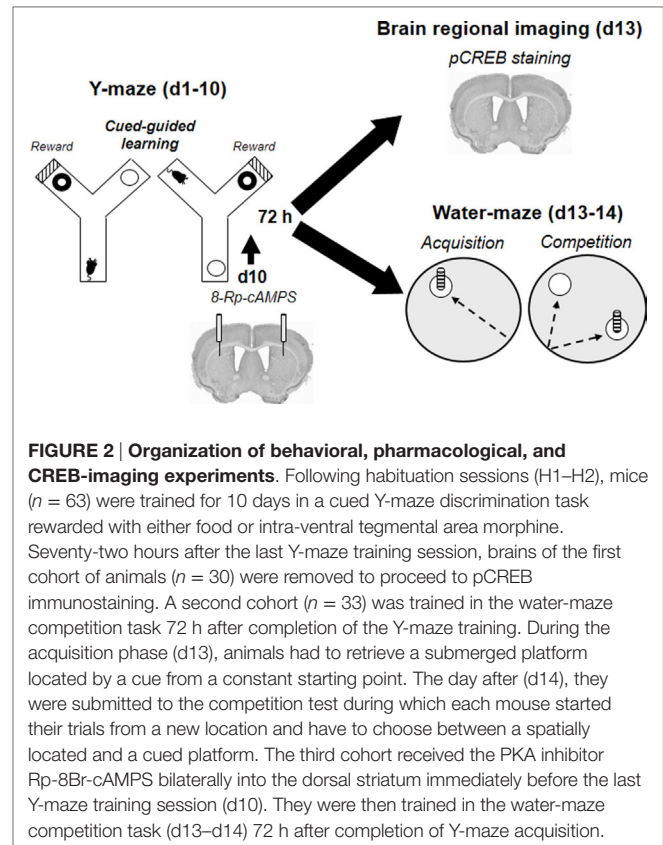 Brain regional imaging (d13)
pCREB staining
Y-maze (d1-10)
Cued-guided
learning
Reward
Reward
72 h
d10
8-Rp-cAMPS
Water-maze (d13-14)
Acquisition
Competition
FIGURE 2 | Organization of behavioral, pharmacological, and
CREB-imaging experiments. Following habituation sessions (H1–H2), mice
(n = 63) were trained for 10 days in a cued Y-maze discrimination task
rewarded with either food or intra-ventral tegmental area morphine.
Seventy-two hours after the last Y-maze training session, brains of the first
cohort of animals (n = 30) were removed to proceed to pCREB
immunostaining. A second cohort (n = 33) was trained in the water-maze
competition task 72 h after completion of the Y-maze training. During the
acquisition phase (d13), animals had to retrieve a submerged platform
located by a cue from a constant starting point. The day after (d14), they
were submitted to the competition test during which each mouse started
their trials from a new location and have to choose between a spatially
located and a cued platform. The third cohort received the PKA inhibitor
Rp-8Br-cAMPS bilaterally into the dorsal striatum immediately before the last
Y-maze training session (d10). They were then trained in the water-maze
competition task (d13–d14) 72 h after completion of Y-maze acquisition.